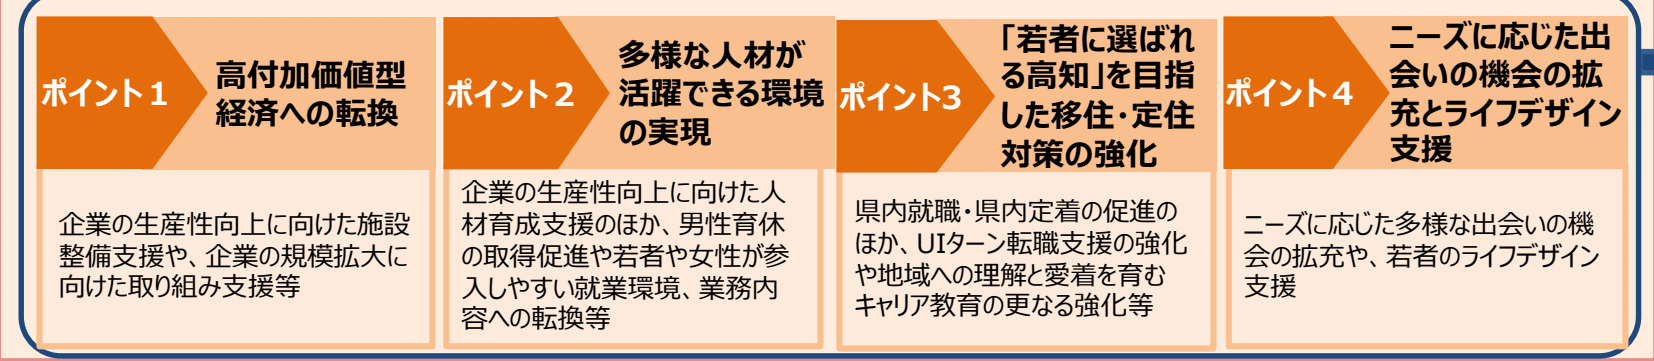 ポイント1
高付加価値型
経済への転換
企業の生産性向上に向けた施設
整備支援や、企業の規模拡大に
向けた取り組み支援等
ポイント2
多様な人材が
活躍できる環境
の実現
企業の生産性向上に向けた人
材育成支援のほか、男性育休
の取得促進や若者や女性が参
入しやすい就業環境、業務内
容への転換等
ポイント3
「若者に選ばれ
る高知」を目指
した移住・定住
対策の強化
県内就職・県内定着の促進の
ほか、UIターン転職支援の強化
や地域への理解と愛着を育む
キャリア教育の更なる強化等
ポイント4
ニーズに応じた出
会いの機会の拡
充とライフデザイン
支援
ニーズに応じた多様な出会いの機
会の拡充や、若者のライフデザイン
支援